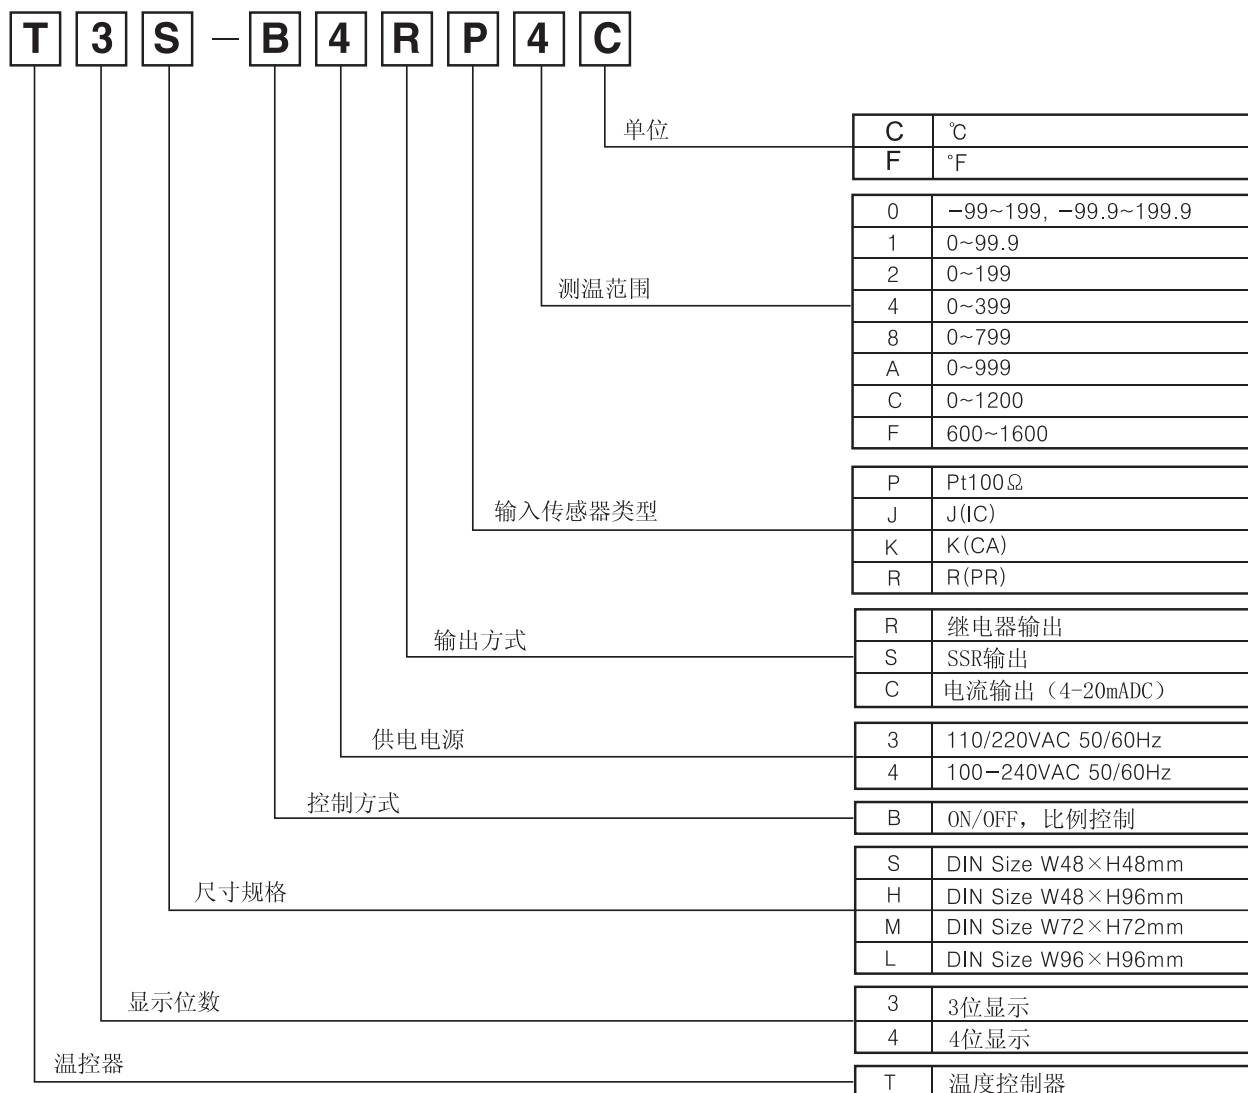 T 3 S - B 4 R P 4 C
单位
C ℃
F °F
测温范围
0 -99~199, -99.9~199.9
1 0~99.9
2 0~199
4 0~399
8 0~799
A 0~999
C 0~1200
F 600~1600
输入传感器类型
P Pt100Ω
J J(IC)
K K(CA)
R R(PR)
输出方式
R 继电器输出
S SSR输出
C 电流输出（4-20mADC）
供电电源
3 110/220VAC 50/60Hz
4 100-240VAC 50/60Hz
控制方式
B ON/OFF，比例控制
尺寸规格
S DIN Size W48×H48mm
H DIN Size W48×H96mm
M DIN Size W72×H72mm
L DIN Size W96×H96mm
显示位数
3 3位显示
4 4位显示
温控器
T 温度控制器